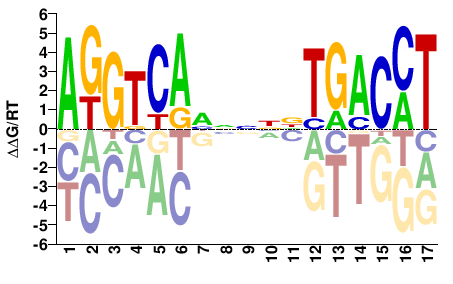 ΔΔG/RT
6
5
4
3
2
1
0
-1
-2
-3
-4
-5
-6
A G G T C A A T G A C C T
T T G T G C A C A
G T G G C A C G T A T C
C A A A G T G A C T T G G A
T C C A C G T G
1 2 3 4 5 6 7 8 9 10 11 12 13 14 15 16 17